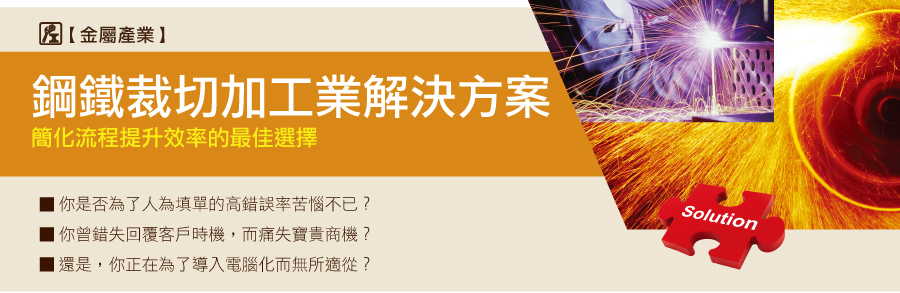 【金屬產業】
鋼鐵裁切加工業解決方案
簡化流程提升效率的最佳選擇
■ 你是否為了人為填單的高錯誤率苦惱不已？
■ 你曾錯失回覆客戶時機，而痛失寶貴商機？
■ 還是，你正在為了導入電腦化而無所適從？
Solution